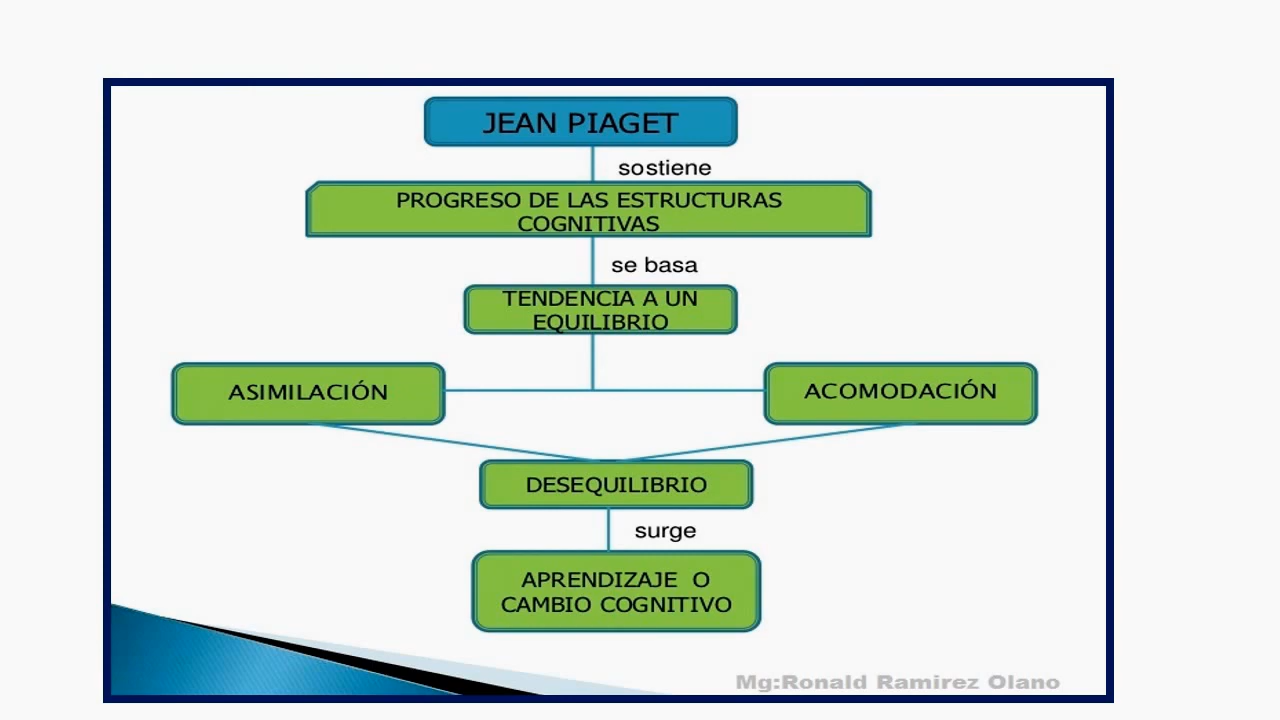 JEAN PIAGET
sostiene
PROGRESO DE LAS ESTRUCTURAS
COGNITIVAS
se basa
TENDENCIA A UN
EQUILIBRIO
ASIMILACIÓN
ACOMODACIÓN
DESEQUILIBRIO
surge
APRENDIZAJE O
CAMBIO COGNITIVO
Mg:Ronald Ramirez Olano